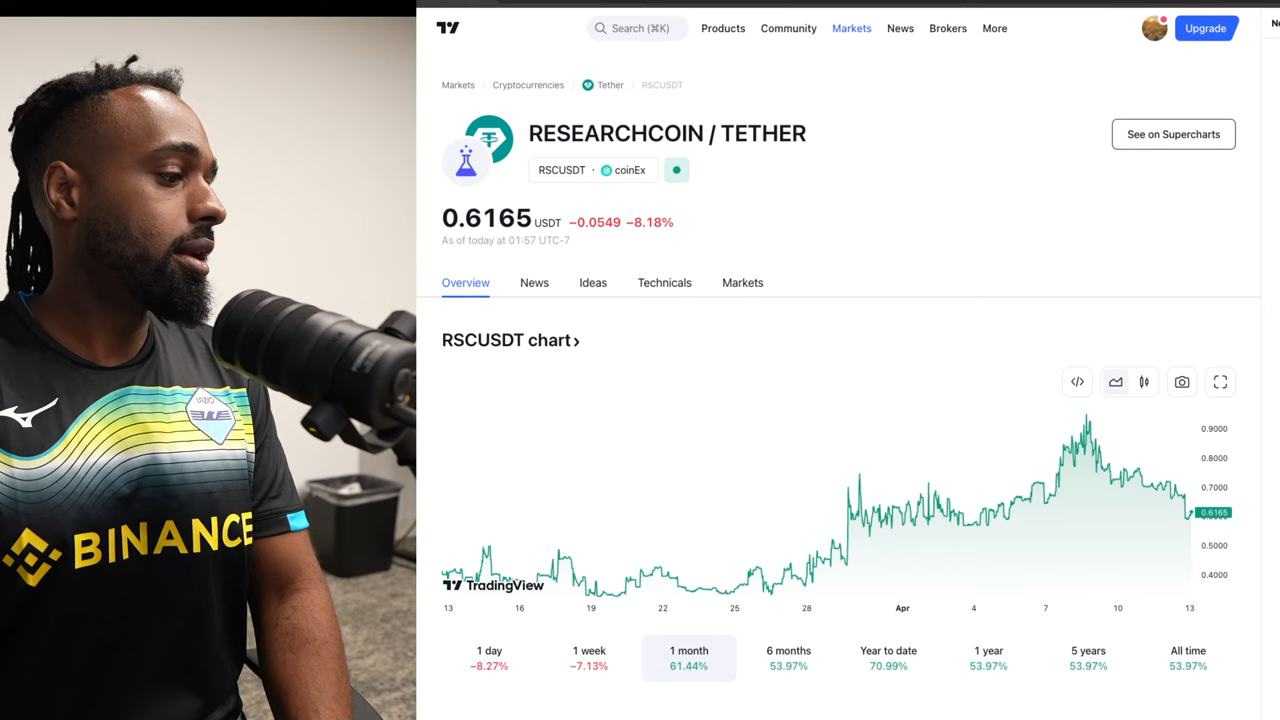 Search (⌘K)
Products
Community
Markets
News
Brokers
More
Upgrade
Markets / Cryptocurrencies / Tether / RSCUSDT
RESEARCHCOIN / TETHER
See on Supercharts
RSCUSDT · coinEx
0.6165 USDT −0.0549 −8.18%
As of today at 01:57 UTC-7
Overview
News
Ideas
Technicals
Markets
RSCUSDT chart ›
0.9000
0.8000
0.7000
0.6165
0.5000
0.4000
TradingView
13 16 19 22 25 28 Apr 4 7 10 13
1 day
−8.27%
1 week
−7.13%
1 month
61.44%
6 months
53.97%
Year to date
70.99%
1 year
53.97%
5 years
53.97%
All time
53.97%
BINANCE